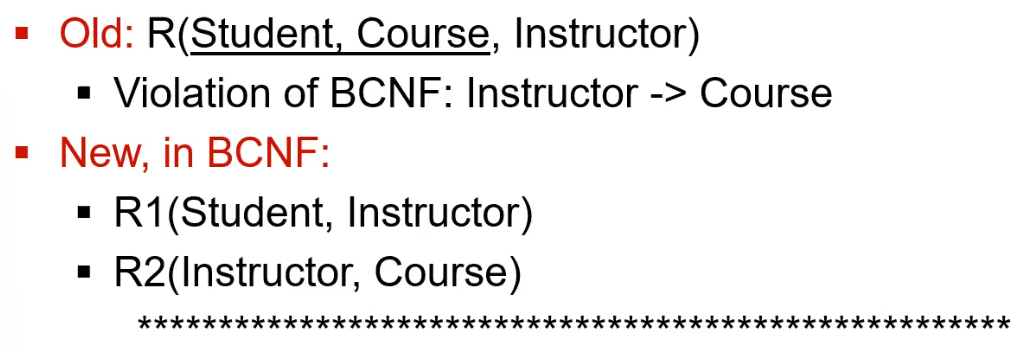 ▪ Old: R(Student, Course, Instructor)
▪ Violation of BCNF: Instructor -> Course
▪ New, in BCNF:
▪ R1(Student, Instructor)
▪ R2(Instructor, Course)
******************************************************